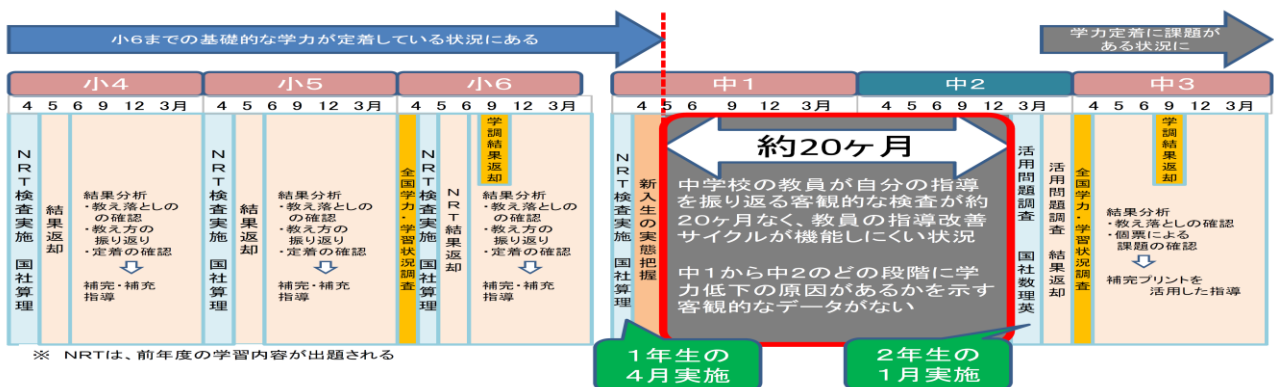 小6までの基礎的な学力が定着している状況にある
学力定着に課題が
ある状況に
小4
小5
小6
中1
中2
中3
4 5 6 9 12 3月
4 5 6 9 12 3月
4 5 6 9 12 3月
4 5 6 9 12 3月
4 5 6 9 12 3月
4 5 6 9 12 3月
NRT検査実施 国社算理
結果返却
結果分析
・教え落としの
の確認
・教え方の
振り返り
・定着の確認
補完・補充
指導
NRT検査実施 国社算理
結果返却
結果分析
・教え落としの
の確認
・教え方の
振り返り
・定着の確認
補完・補充
指導
全国学力・学習状況調査
NRT検査実施 国社算理
NRT結果返却
学調結果返却
結果分析
・教え落としの
の確認
・教え方の
振り返り
・定着の確認
補完・補充
指導
NRT検査実施 国社算理
新入生の実態把握
約20ヶ月
中学校の教員が自分の指導
を振り返る客観的な検査が約
20ヶ月なく、教員の指導改善
サイクルが機能しにくい状況
中1から中2のどの段階に学
力低下の原因があるかを示す
客観的なデータがない
活用問題調査 国社数理英
活用問題調査 結果返却
全国学力・学習状況調査
学調結果返却
結果分析
・教え落としの確認
・個票による
課題の確認
補完プリントを
活用した指導
※ NRTは、前年度の学習内容が出題される
1年生の
4月実施
2年生の
1月実施